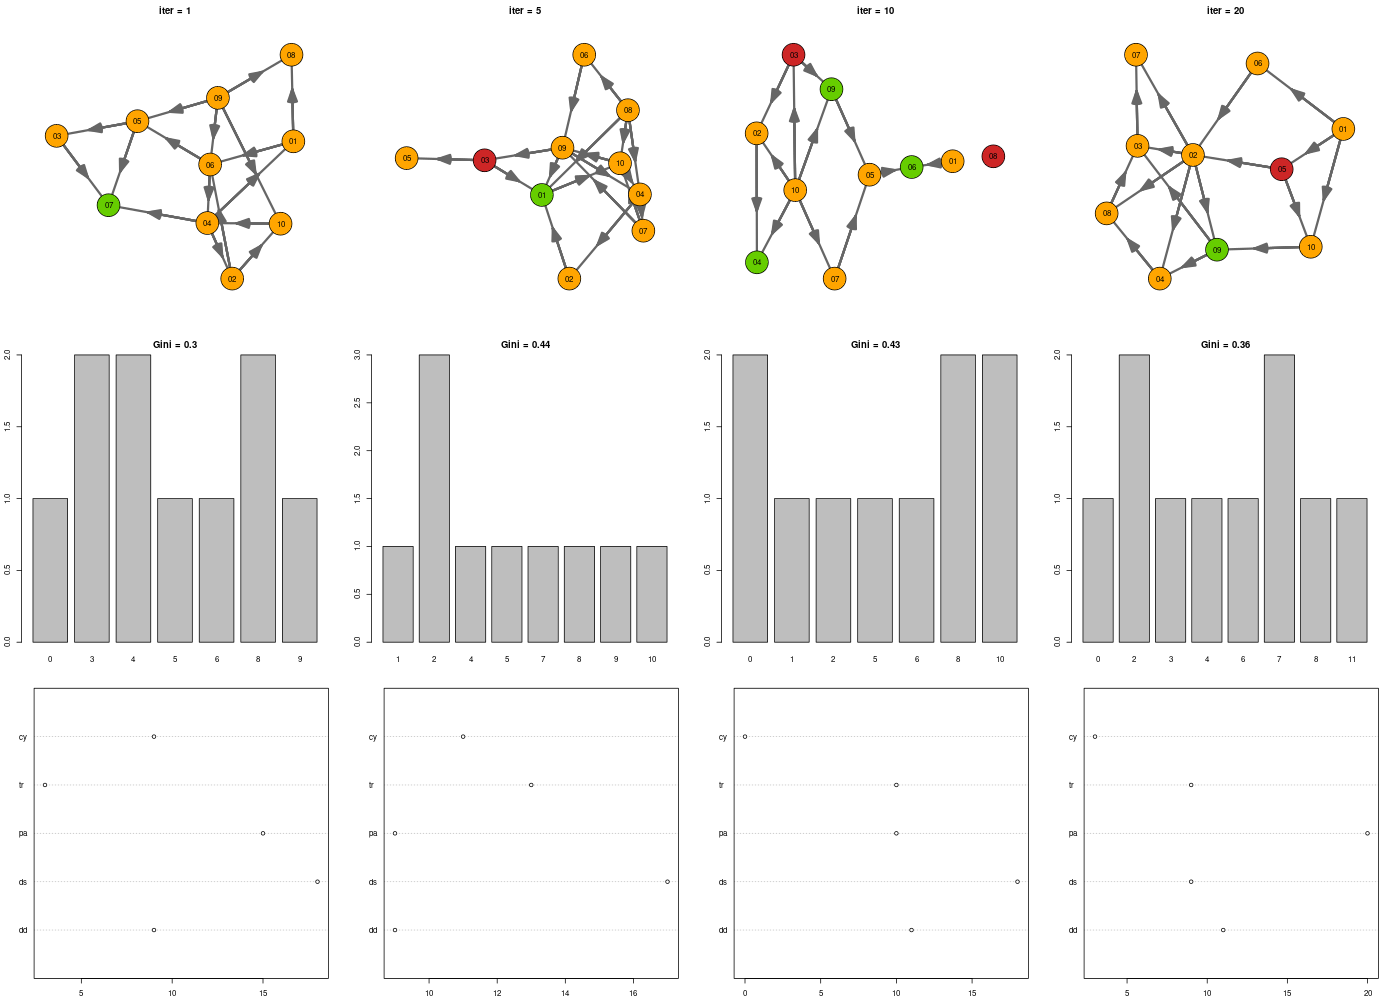 iter = 1
iter = 5
iter = 10
iter = 20
08
09
05
03
01
06
07
04
10
02
06
08
09
10
05
03
01
04
07
02
03
09
02
05
06
01
08
10
04
07
07
06
01
03
02
05
08
09
10
04
Gini = 0.3
Gini = 0.44
Gini = 0.43
Gini = 0.36
2.0
1.5
1.0
0.5
0.0
0 3 4 5 6 8 9
3.0
2.5
2.0
1.5
1.0
0.5
0.0
1 2 4 5 7 8 9 10
2.0
1.5
1.0
0.5
0.0
0 1 2 5 6 8 10
2.0
1.5
1.0
0.5
0.0
0 2 3 4 6 7 8 11
cy
tr
pa
ds
dd
5 10 15
cy
tr
pa
ds
dd
10 12 14 16
cy
tr
pa
ds
dd
0 5 10 15
cy
tr
pa
ds
dd
5 10 15 20